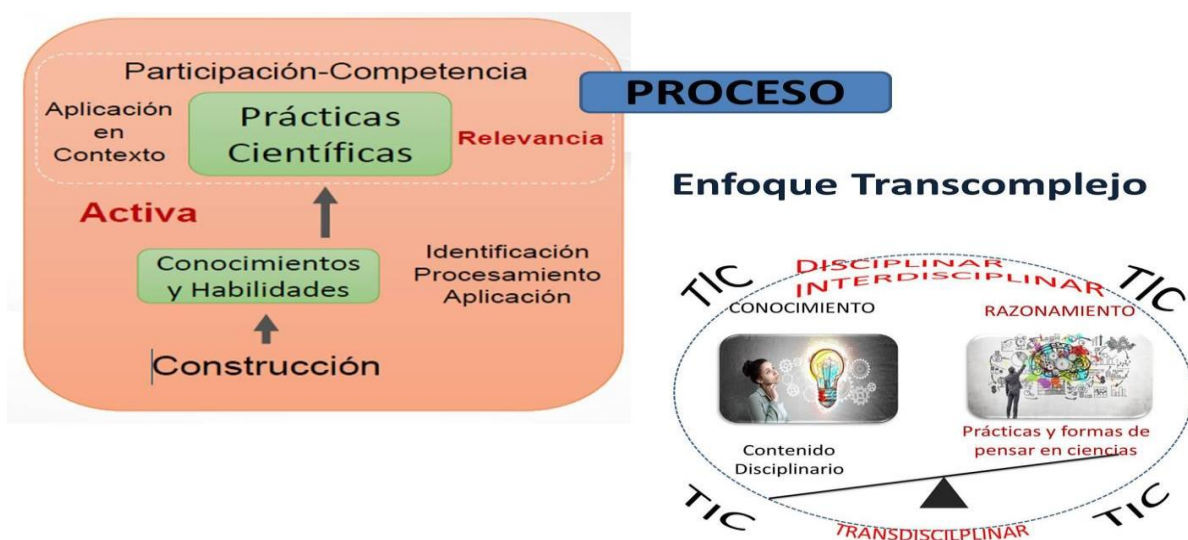 Participación-Competencia
Aplicación
en
Contexto
Prácticas
Científicas
Relevancia
Activa
Conocimientos
y Habilidades
Identificación
Procesamiento
Aplicación
Construcción
PROCESO
Enfoque Transcomplejo
TIC
DISCIPLINAR
INTERDISCIPLINAR
TIC
CONOCIMIENTO
RAZONAMIENTO
Contenido
Disciplinario
Prácticas y formas de
pensar en ciencias
TIC
TRANSDISCILPLINAR
TIC